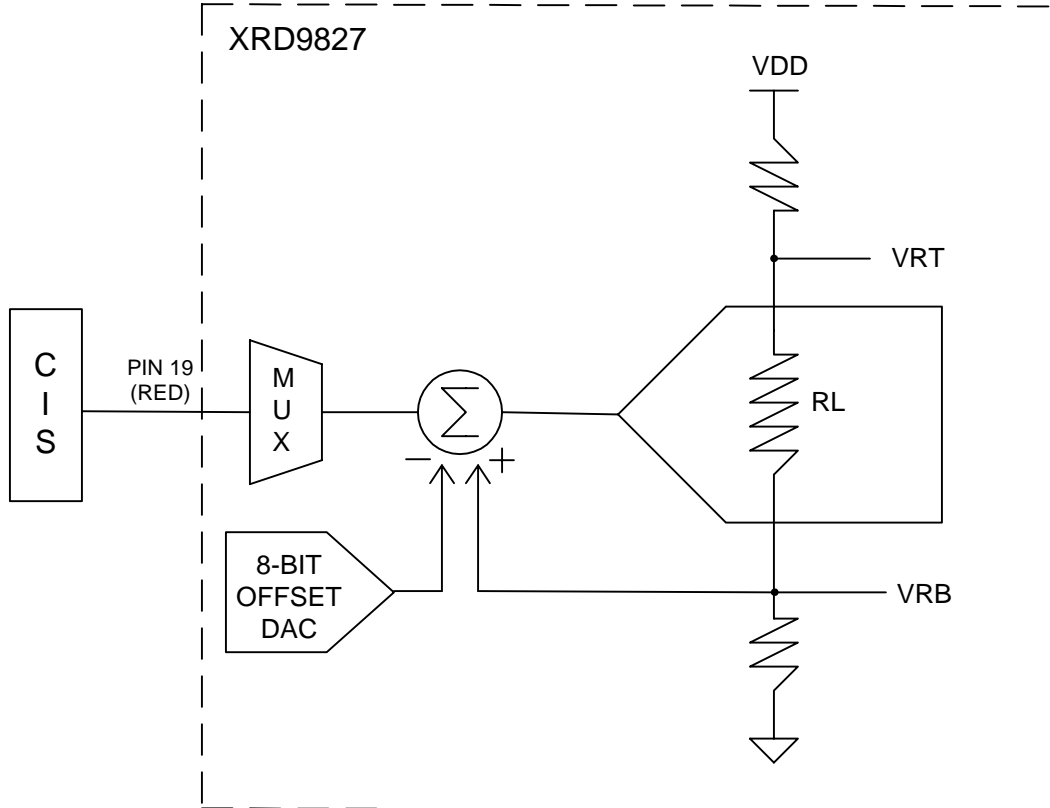 XRD9827
VDD
VRT
C
I
S
PIN 19
(RED)
M
U
X
Σ
RL
−
+
8-BIT
OFFSET
DAC
VRB